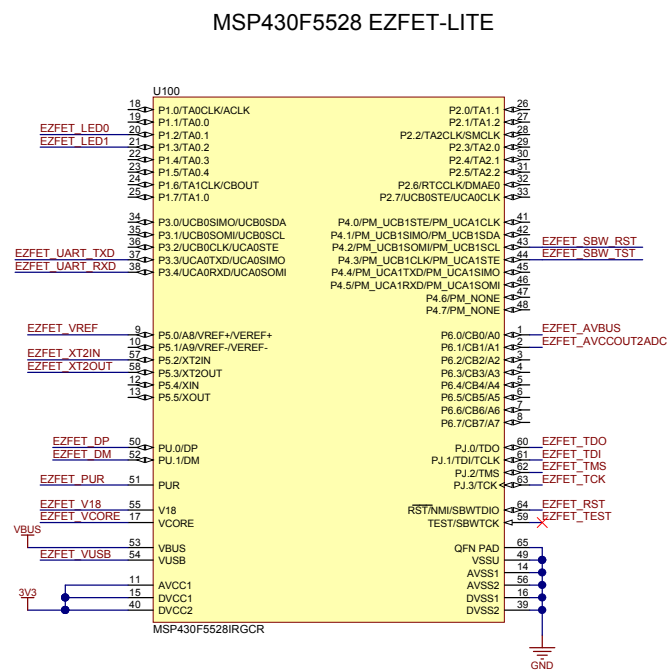 MSP430F5528 EZFET-LITE
U100
18 P1.0/TA0CLK/ACLK P2.0/TA1.1 26
19 P1.1/TA0.0 P2.1/TA1.2 27
EZFET_LED0 20 P1.2/TA0.1 P2.2/TA2CLK/SMCLK 28
EZFET_LED1 21 P1.3/TA0.2 P2.3/TA2.0 29
22 P1.4/TA0.3 P2.4/TA2.1 30
23 P1.5/TA0.4 P2.5/TA2.2 31
24 P1.6/TA1CLK/CBOUT P2.6/RTCCLK/DMAE0 32
25 P1.7/TA1.0 P2.7/UCB0STE/UCA0CLK 33
34 P3.0/UCB0SIMO/UCB0SDA P4.0/PM_UCB1STE/PM_UCA1CLK 41
35 P3.1/UCB0SOMI/UCB0SCL P4.1/PM_UCB1SIMO/PM_UCB1SDA 42
36 P3.2/UCB0CLK/UCA0STE P4.2/PM_UCB1SOMI/PM_UCB1SCL 43 EZFET_SBW_RST
EZFET_UART_TXD 37 P3.3/UCA0TXD/UCA0SIMO P4.3/PM_UCB1CLK/PM_UCA1STE 44 EZFET_SBW_TST
EZFET_UART_RXD 38 P3.4/UCA0RXD/UCA0SOMI P4.4/PM_UCA1TXD/PM_UCA1SIMO 45
P4.5/PM_UCA1RXD/PM_UCA1SOMI 46
P4.6/PM_NONE 47
P4.7/PM_NONE 48
EZFET_VREF 9 P5.0/A8/VREF+/VEREF+ P6.0/CB0/A0 1 EZFET_AVBUS
10 P5.1/A9/VREF-/VEREF- P6.1/CB1/A1 2 EZFET_AVCCOUT2ADC
EZFET_XT2IN 57 P5.2/XT2IN P6.2/CB2/A2 3
EZFET_XT2OUT 58 P5.3/XT2OUT P6.3/CB3/A3 4
12 P5.4/XIN P6.4/CB4/A4 5
13 P5.5/XOUT P6.5/CB5/A5 6
P6.6/CB6/A6 7
P6.7/CB7/A7 8
EZFET_DP 50 PU.0/DP PJ.0/TDO 60 EZFET_TDO
EZFET_DM 52 PU.1/DM PJ.1/TDI/TCLK 61 EZFET_TDI
PJ.2/TMS 62 EZFET_TMS
EZFET_PUR 51 PUR PJ.3/TCK 63 EZFET_TCK
EZFET_V18 55 V18 RST/NMI/SBWTDIO 64 EZFET_RST
EZFET_VCORE 17 VCORE TEST/SBWTCK 59 EZFET_TEST
VBUS 53 VBUS QFN PAD 65
EZFET_VUSB 54 VUSB VSSU 49
AVSS1 14
11 AVCC1 AVSS2 56
3V3 15 DVCC1 DVSS1 16
40 DVCC2 DVSS2 39
MSP430F5528IRGCR
GND